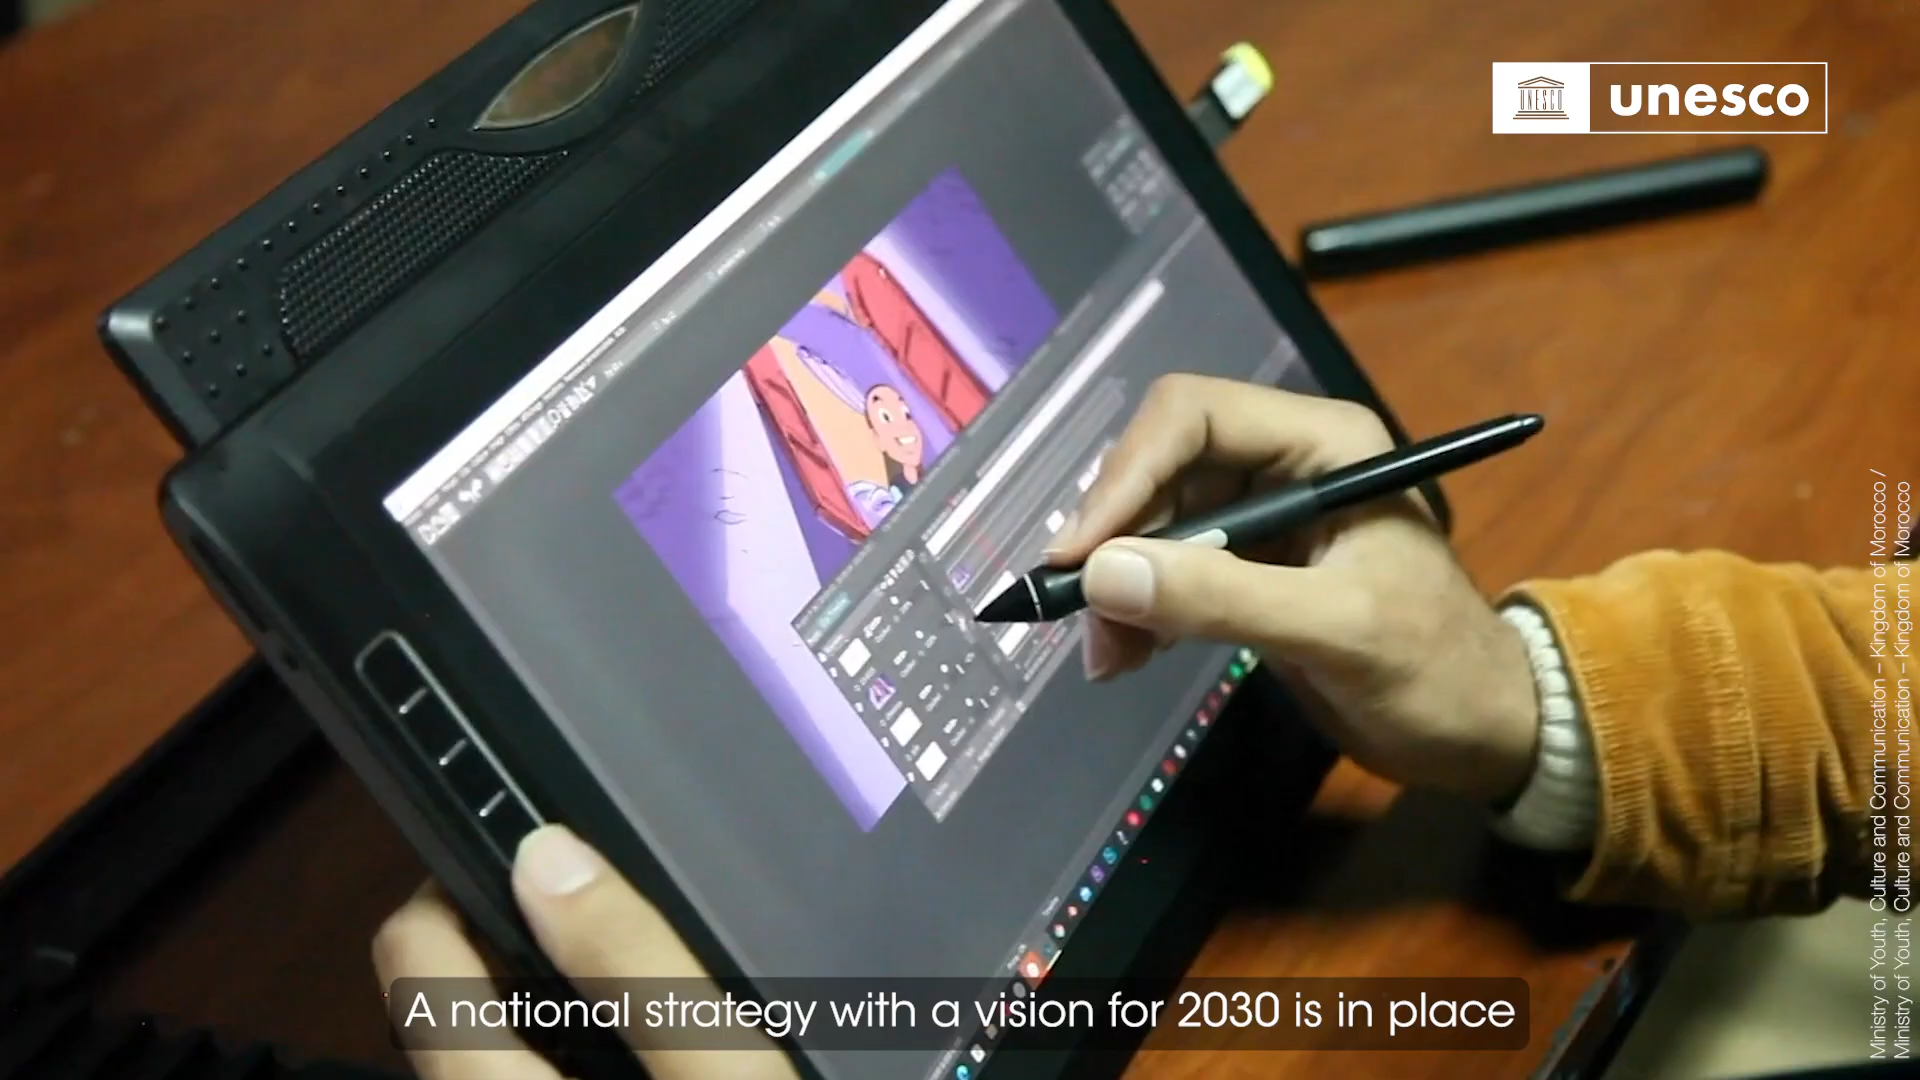 UNESCO
unesco
A national strategy with a vision for 2030 is in place
Ministry of Youth, Culture and Communication – Kingdom of Morocco /
Ministry of Youth, Culture and Communication – Kingdom of Morocco